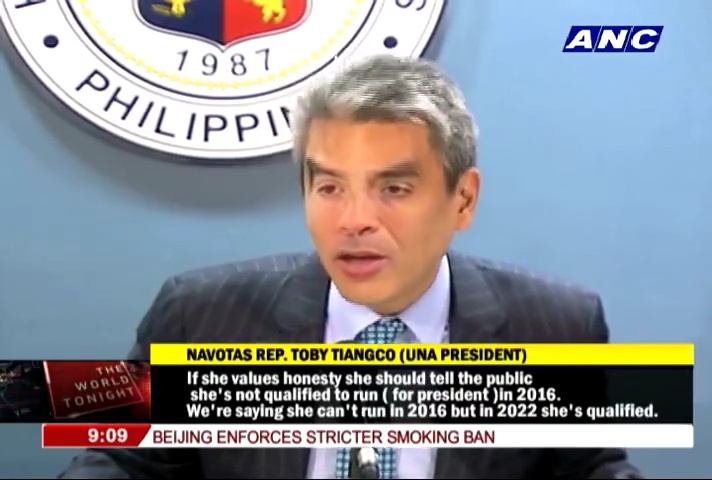 1987
PHILIPP
ANC
NAVOTAS REP. TOBY TIANGCO (UNA PRESIDENT)
If she values honesty she should tell the public
she's not qualified to run ( for president )in 2016.
We're saying she can't run in 2016 but in 2022 she's qualified.
THE
WORLD
TONIGHT
9:09
BEIJING ENFORCES STRICTER SMOKING BAN